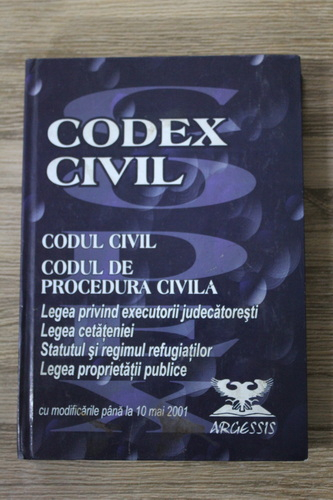 CODEX
CODEX
CIVIL
CODUL CIVIL
CODUL DE
PROCEDURA CIVILA
Legea privind executorii judecătorești
Legea cetățeniei
Statutul și regimul refugiaților
Legea proprietății publice
cu modificările până la 10 mai 2001
ARGESSIS